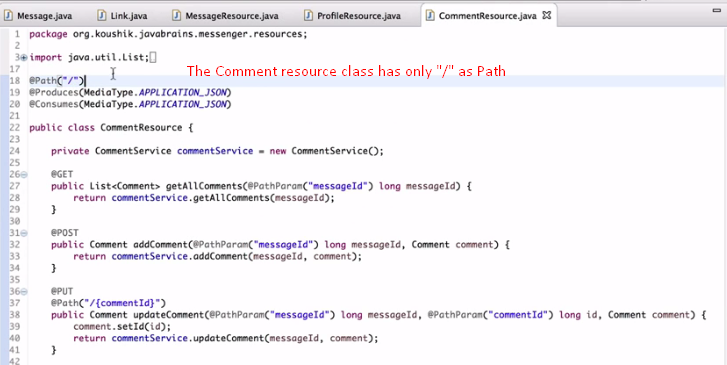 Message.java Link.java MessageResource.java ProfileResource.java CommentResource.java
1 package org.koushik.javabrains.messenger.resources;
2
3 import java.util.List;
17
The Comment resource class has only "/" as Path
18 @Path("/")
19 @Produces(MediaType.APPLICATION_JSON)
20 @Consumes(MediaType.APPLICATION_JSON)
21
22 public class CommentResource {
23
24 private CommentService commentService = new CommentService();
25
26 @GET
27 public List<Comment> getAllComments(@PathParam("messageId") long messageId) {
28 return commentService.getAllComments(messageId);
29 }
30
31 @POST
32 public Comment addComment(@PathParam("messageId") long messageId, Comment comment) {
33 return commentService.addComment(messageId, comment);
34 }
35
36 @PUT
37 @Path("/{commentId}")
38 public Comment updateComment(@PathParam("messageId") long messageId, @PathParam("commentId") long id, Comment comment) {
39 comment.setId(id);
40 return commentService.updateComment(messageId, comment);
41 }
42